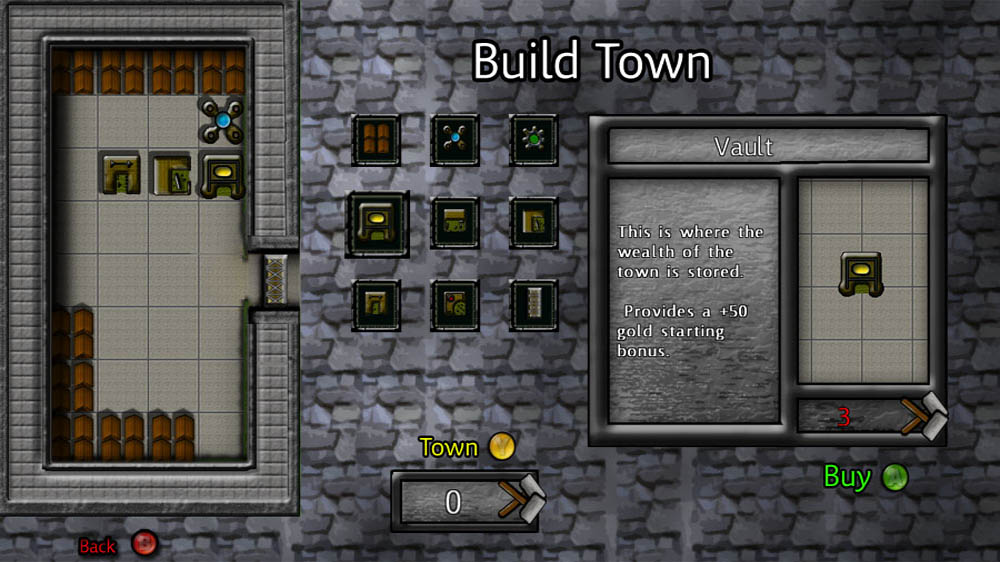 Build Town
Vault
This is where the
wealth of the
town is stored.
Provides a +50
gold starting
bonus.
3
Town
0
Buy
Back